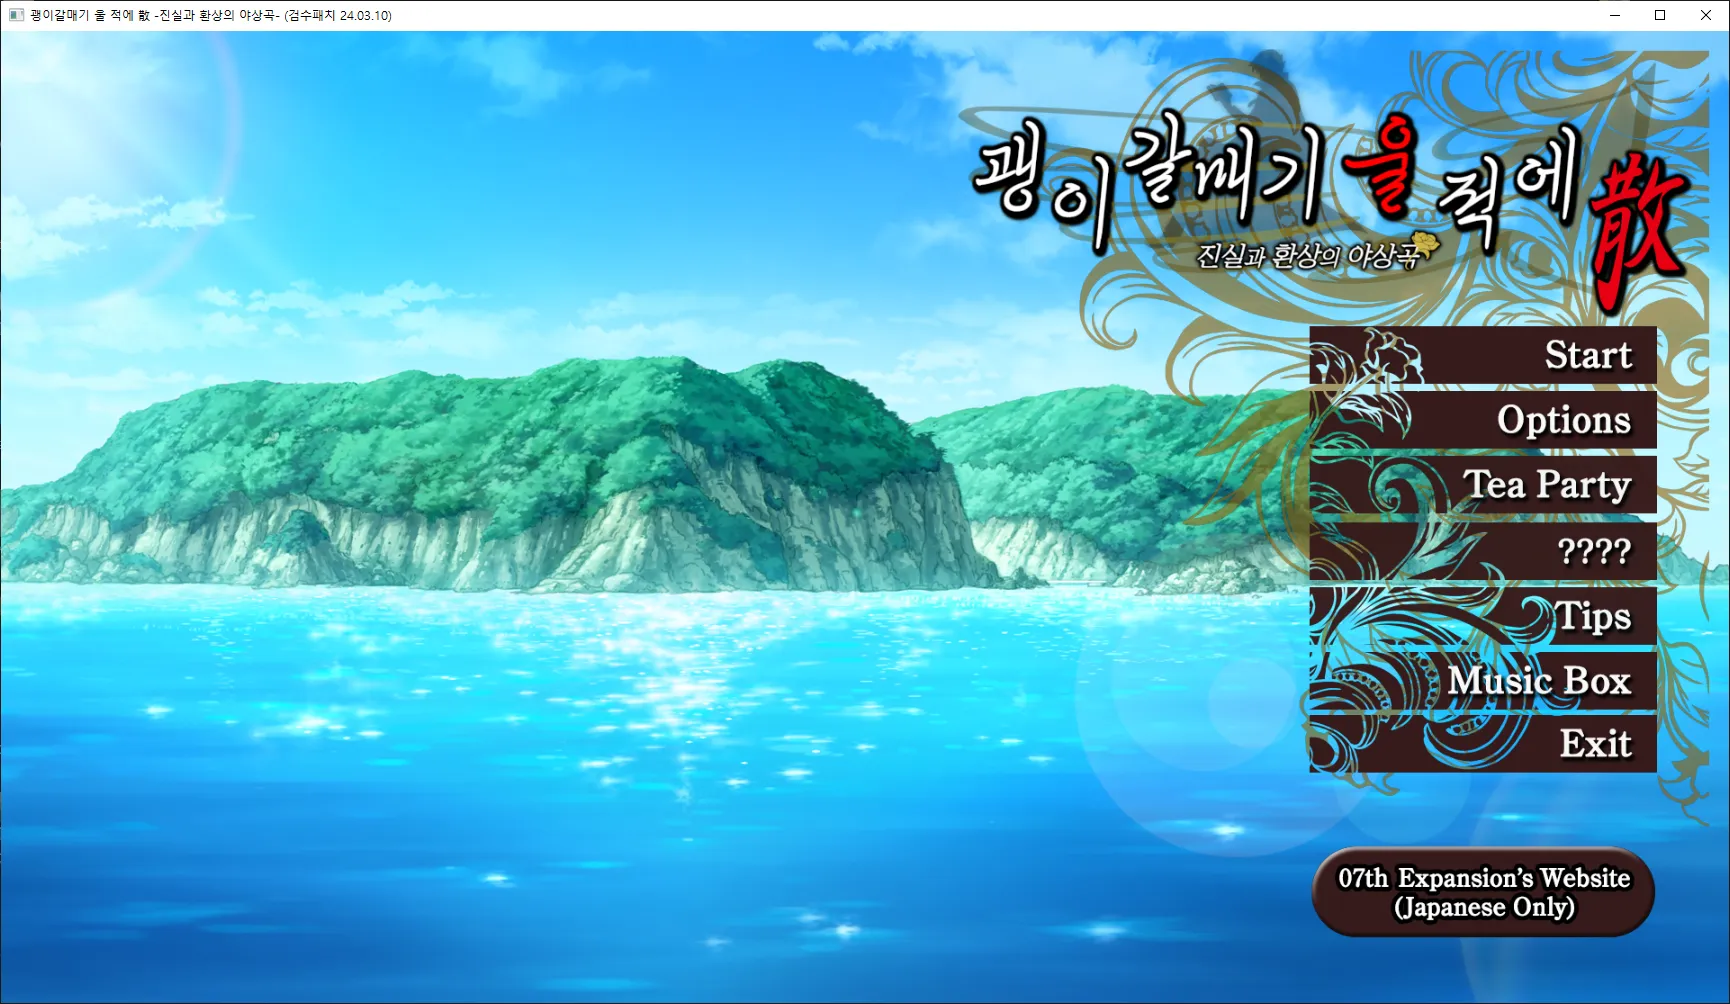 괭이갈매기 울 적에 散 -진실과 환상의 야상곡- (검수패치 24.03.10)
괭이갈매기 울 적에 散
진실과 환상의 야상곡
Start
Options
Tea Party
????
Tips
Music Box
Exit
07th Expansion's Website
(Japanese Only)